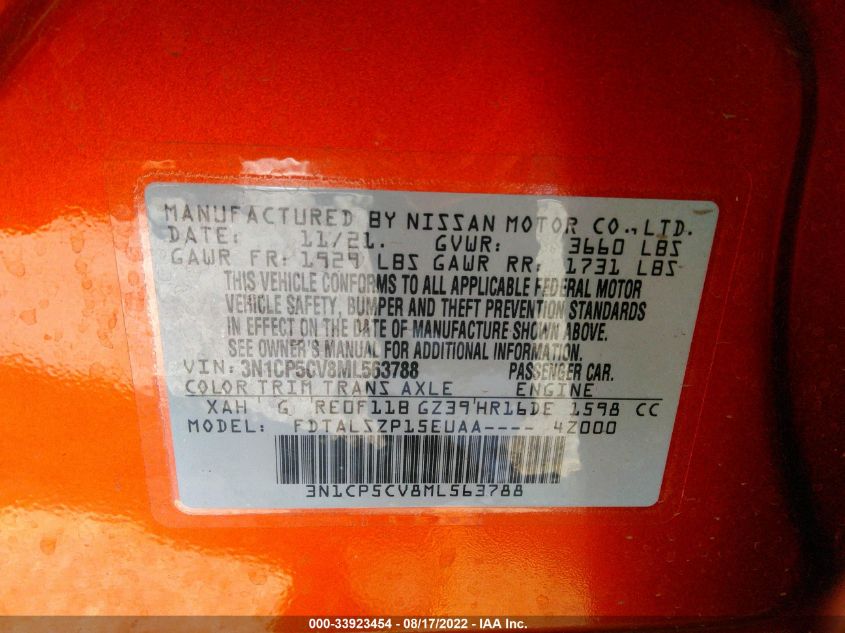 MANUFACTURED BY NISSAN MOTOR CO., LTD.
DATE: 11/21. GVWR: 3660 LBS
GAWR FR: 1929 LBS GAWR RR: 1731 LBS
THIS VEHICLE CONFORMS TO ALL APPLICABLE FEDERAL MOTOR
VEHICLE SAFETY, BUMPER AND THEFT PREVENTION STANDARDS
IN EFFECT ON THE DATE OF MANUFACTURE SHOWN ABOVE.
SEE OWNER'S MANUAL FOR ADDITIONAL INFORMATION.
VIN: 3N1CP5CV8ML563788 PASSENGER CAR.
COLOR TRIM TRANS AXLE ENGINE
XAH G RE0F11B GZ39 HR16DE 1598 CC
MODEL: FDTALSZP15EUAA---- 4Z000
3N1CP5CV8ML563788
000-33923454 - 08/17/2022 - IAA Inc.